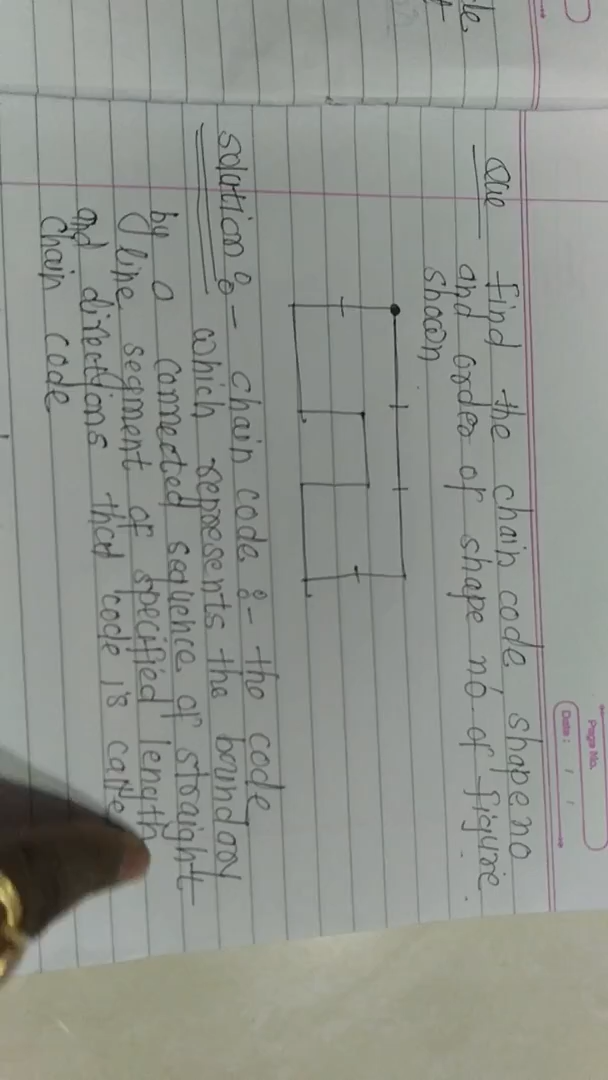 Page No.
Date: / /
Que find the chain code, shape no
and order of shape no. of figure.
shown
Solution :- chain code :- the code
which represents the boundary
by a connected sequence of straight
line segment of specified length
and directions that code is calle
chain code